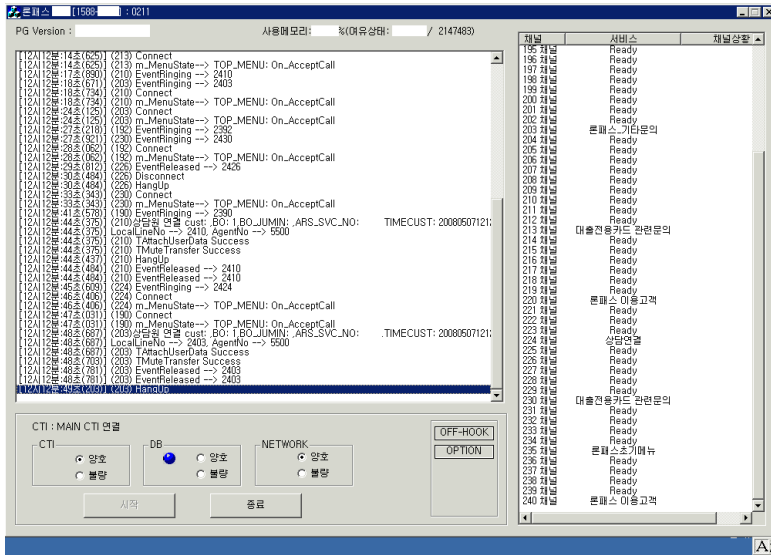 론패스 [1588- ] : 0211
PG Version :
사용메모리: %(여유상태: / 2147483)
[12시12분:14초(625)] (213) Connect
[12시12분:14초(625)] (213) m_MenuState--> TOP_MENU: On_AcceptCall
[12시12분:17초(890)] (210) EventRinging --> 2410
[12시12분:18초(671)] (203) EventRinging --> 2403
[12시12분:18초(734)] (210) Connect
[12시12분:18초(734)] (210) m_MenuState--> TOP_MENU: On_AcceptCall
[12시12분:24초(125)] (203) Connect
[12시12분:24초(125)] (203) m_MenuState--> TOP_MENU: On_AcceptCall
[12시12분:27초(218)] (192) EventRinging --> 2392
[12시12분:27초(921)] (230) EventRinging --> 2430
[12시12분:28초(062)] (192) Connect
[12시12분:28초(062)] (192) m_MenuState--> TOP_MENU: On_AcceptCall
[12시12분:29초(812)] (226) EventReleased --> 2426
[12시12분:30초(484)] (226) Disconnect
[12시12분:30초(484)] (226) HangUp
[12시12분:33초(343)] (230) Connect
[12시12분:33초(343)] (230) m_MenuState--> TOP_MENU: On_AcceptCall
[12시12분:41초(578)] (190) EventRinging --> 2390
[12시12분:44초(375)] (210)상담원 연결 cust: ,BO: 1,BO_JUMIN: ,ARS_SVC_NO: TIMECUST: 20080507121
[12시12분:44초(375)] LocalLineNo --> 2410, AgentNo --> 5500
[12시12분:44초(375)] (210) TAttachUserData Success
[12시12분:44초(375)] (210) TMuteTransfer Success
[12시12분:44초(437)] (210) HangUp
[12시12분:44초(484)] (210) EventReleased --> 2410
[12시12분:44초(484)] (210) EventReleased --> 2410
[12시12분:45초(609)] (224) EventRinging --> 2424
[12시12분:46초(406)] (224) Connect
[12시12분:46초(406)] (224) m_MenuState--> TOP_MENU: On_AcceptCall
[12시12분:47초(031)] (190) Connect
[12시12분:47초(031)] (190) m_MenuState--> TOP_MENU: On_AcceptCall
[12시12분:48초(687)] (203)상담원 연결 cust: ,BO: 1,BO_JUMIN: ,ARS_SVC_NO: ,TIMECUST: 20080507121
[12시12분:48초(687)] LocalLineNo --> 2403, AgentNo --> 5500
[12시12분:48초(687)] (203) TAttachUserData Success
[12시12분:48초(703)] (203) TMuteTransfer Success
[12시12분:48초(781)] (203) EventReleased --> 2403
[12시12분:48초(781)] (203) EventReleased --> 2403
[12시12분:49초(203)] (203) HangUp
CTI : MAIN CTI 연결
CTI
양호
불량
DB
양호
불량
NETWORK
양호
불량
시작
종료
OFF-HOOK
OPTION
채널 서비스 채널상황
195 채널 Ready
196 채널 Ready
197 채널 Ready
198 채널 Ready
199 채널 Ready
200 채널 Ready
201 채널 Ready
202 채널 Ready
203 채널 론패스_기타문의
204 채널 Ready
205 채널 Ready
206 채널 Ready
207 채널 Ready
208 채널 Ready
209 채널 Ready
210 채널 Ready
211 채널 Ready
212 채널 Ready
213 채널 대출전용카드 관련문의
214 채널 Ready
215 채널 Ready
216 채널 Ready
217 채널 Ready
218 채널 Ready
219 채널 Ready
220 채널 론패스 이용고객
221 채널 Ready
222 채널 Ready
223 채널 Ready
224 채널 상담연결
225 채널 Ready
226 채널 Ready
227 채널 Ready
228 채널 Ready
229 채널 Ready
230 채널 대출전용카드 관련문의
231 채널 Ready
232 채널 Ready
233 채널 Ready
234 채널 Ready
235 채널 론패스초기메뉴
236 채널 Ready
237 채널 Ready
238 채널 Ready
239 채널 Ready
240 채널 론패스 이용고객
A